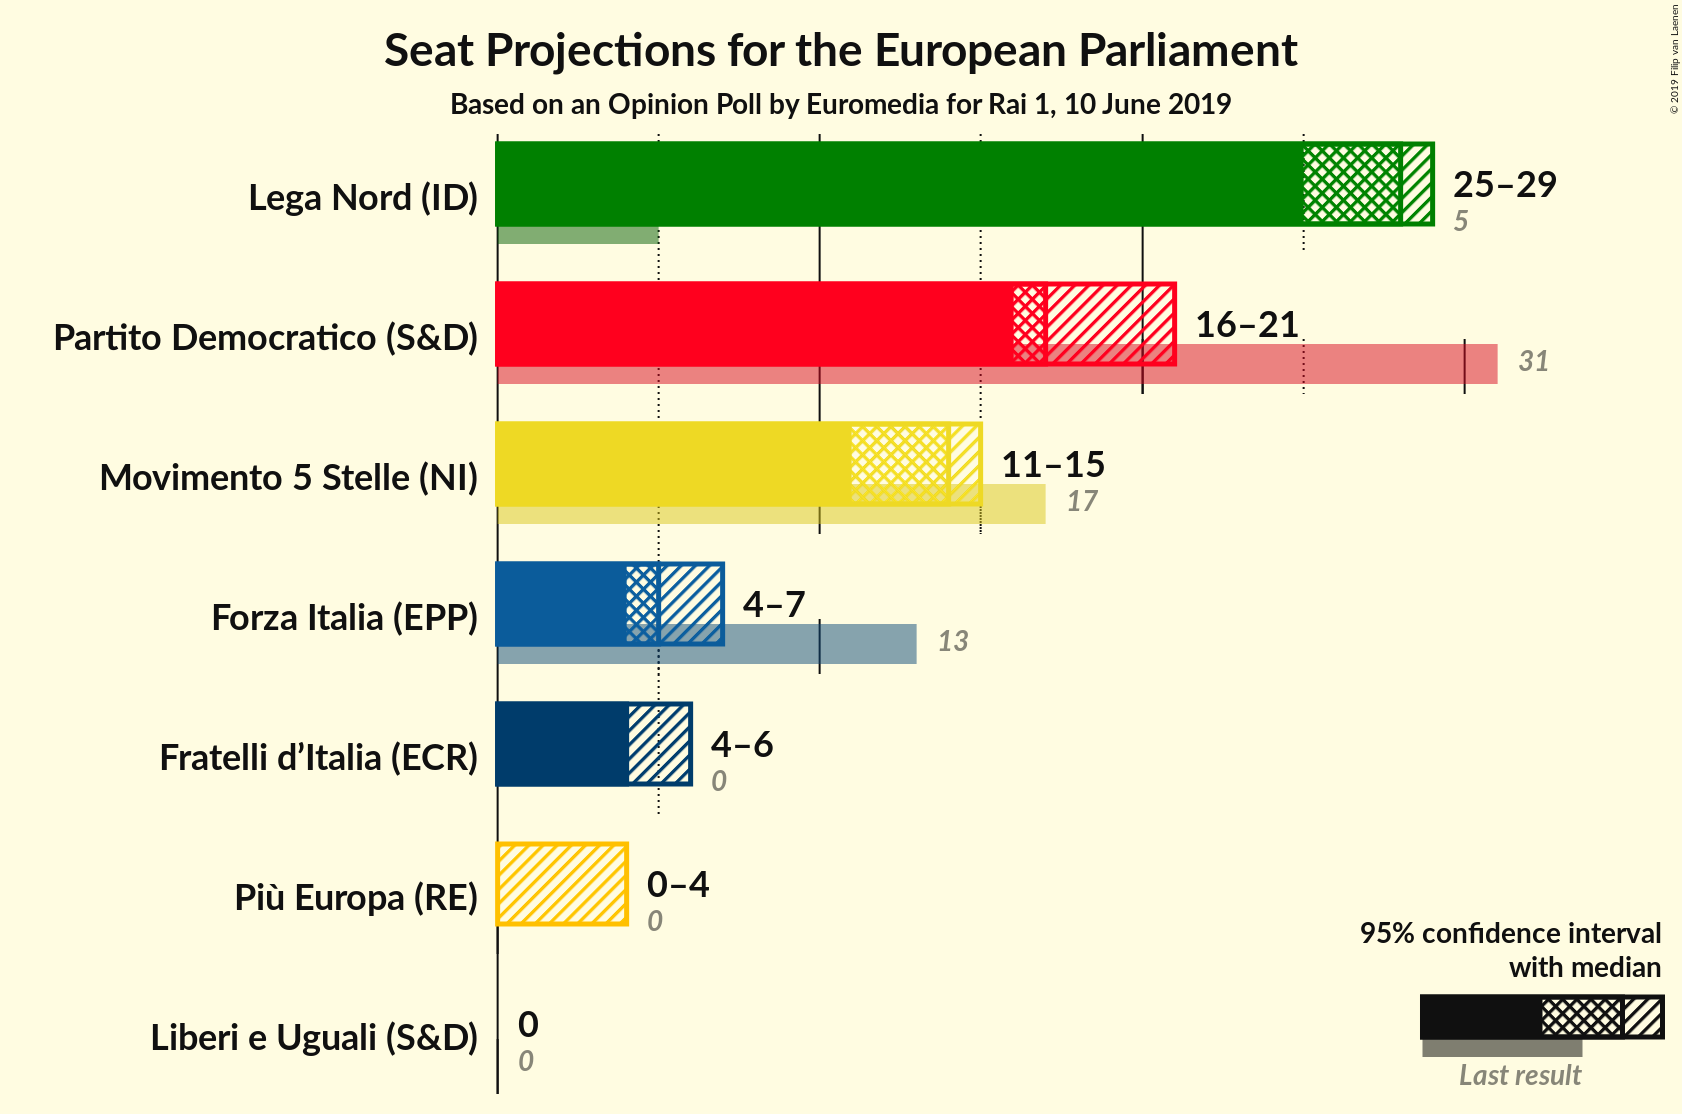 Seat Projections for the European Parliament
Based on an Opinion Poll by Euromedia for Rai 1, 10 June 2019
© 2019 Filip van Laenen
Lega Nord (ID)
25–29
5
Partito Democratico (S&D)
16–21
31
Movimento 5 Stelle (NI)
11–15
17
Forza Italia (EPP)
4–7
13
Fratelli d’Italia (ECR)
4–6
0
Più Europa (RE)
0–4
0
Liberi e Uguali (S&D)
0
0
95% confidence interval
with median
Last result